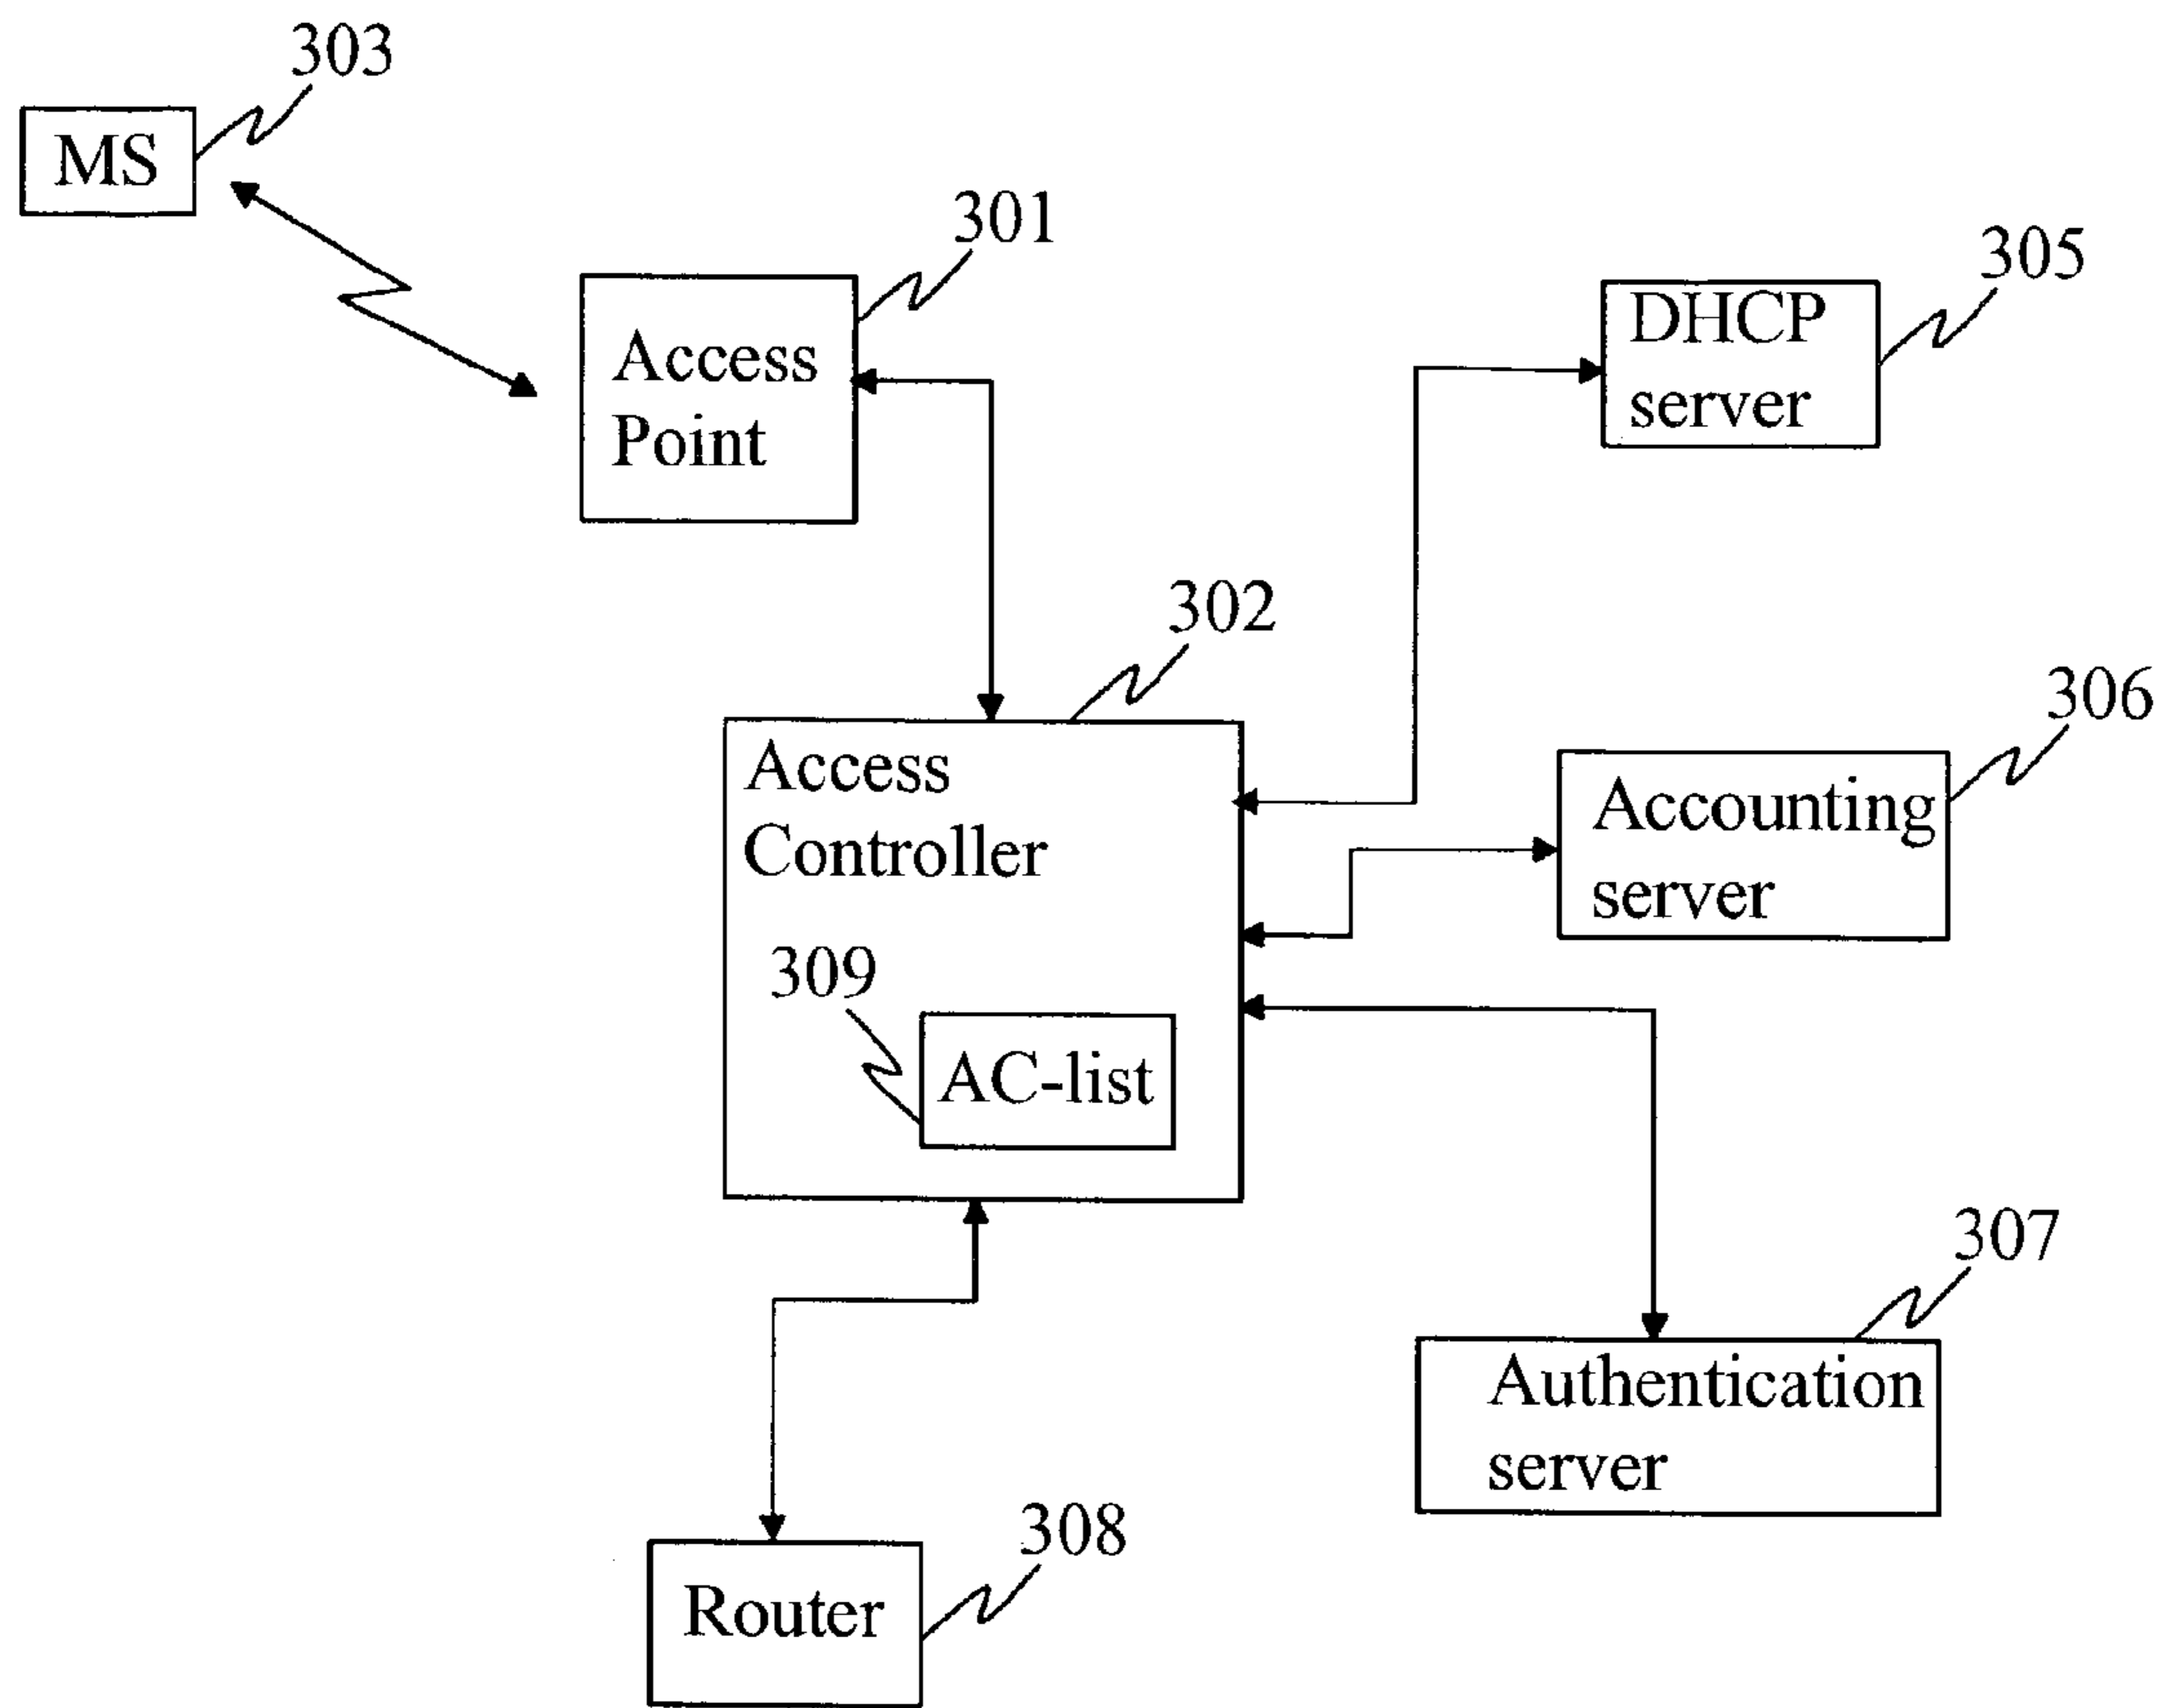 303
MS
301
Access
Point
305
DHCP
server
302
Access
Controller
306
Accounting
server
309
AC-list
307
Authentication
server
308
Router